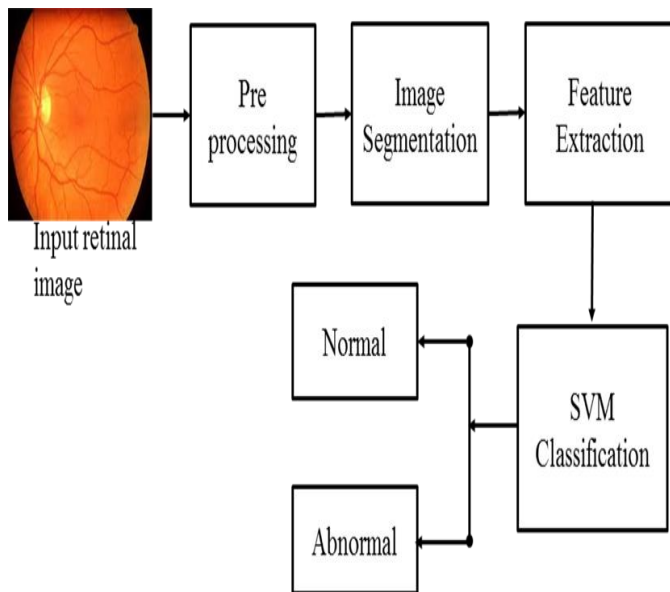 Pre
processing
Image
Segmentation
Feature
Extraction
Input retinal
image
Normal
SVM
Classification
Abnormal